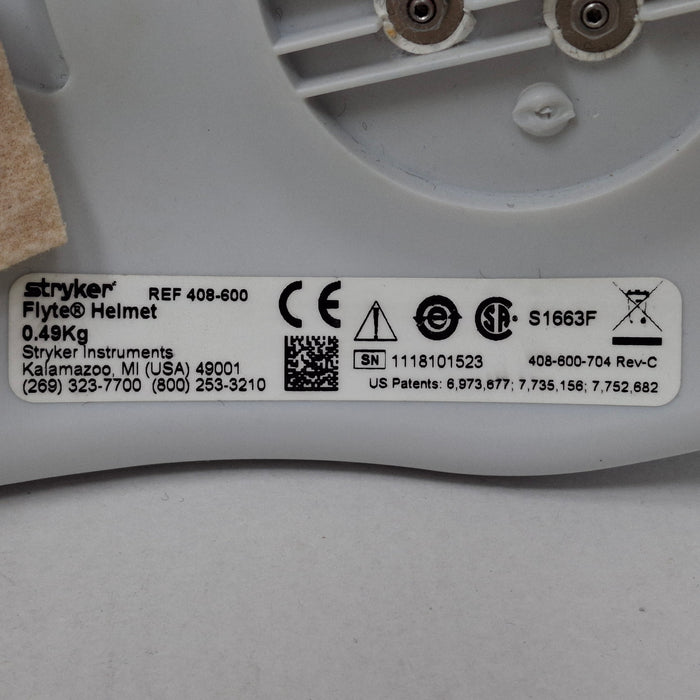 stryker REF 408-600
Flyte® Helmet
0.49Kg
Stryker Instruments
Kalamazoo, MI (USA) 49001
(269) 323-7700 (800) 253-3210
CE
S1663F
SN 1118101523 408-600-704 Rev-C
US Patents: 6,973,677; 7,735,156; 7,752,682